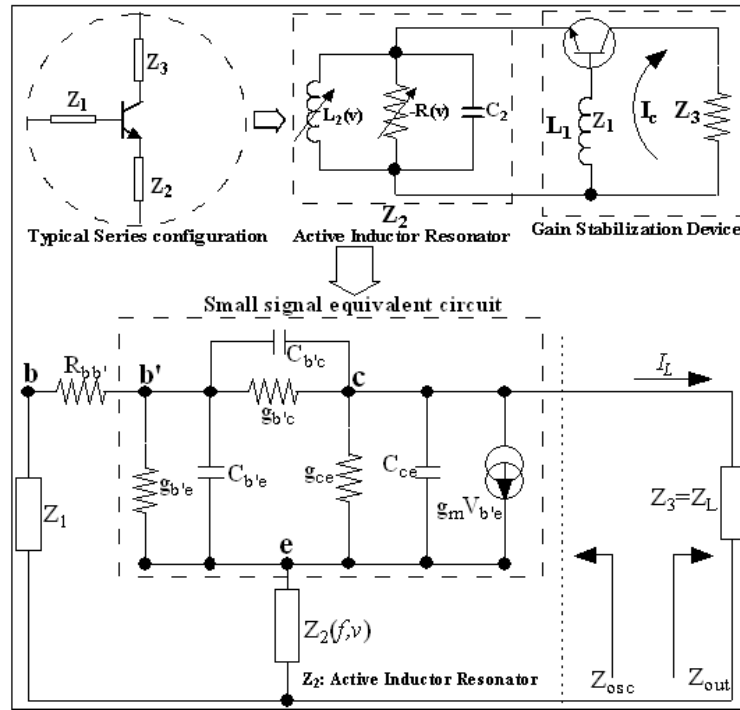 Z3
Z1
Z2
L2(v)
-R(v)
C2
L1
Z1
Ic
Z3
Z2
Typical Series configuration
Active Inductor Resonator
Gain Stabilization Device
Small signal equivalent circuit
b
Rbb'
b'
Cb'c
gb'c
c
IL
gb'e
Cb'e
gce
Cce
gmVb'e
Z1
Z3=ZL
e
Z2(f,v)
Z2: Active Inductor Resonator
Zosc
Zout